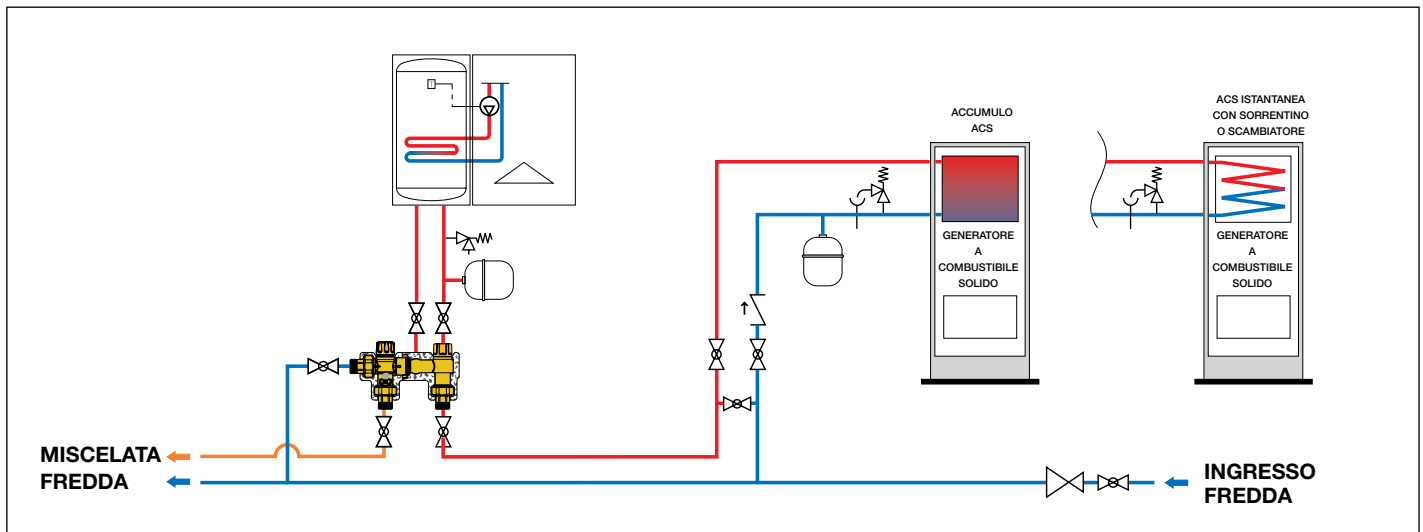 ACCUMULO
ACS
ACS ISTANTANEA
CON SORRENTINO
O SCAMBIATORE
GENERATORE
A
COMBUSTIBILE
SOLIDO
GENERATORE
A
COMBUSTIBILE
SOLIDO
MISCELATA
FREDDA
INGRESSO
FREDDA